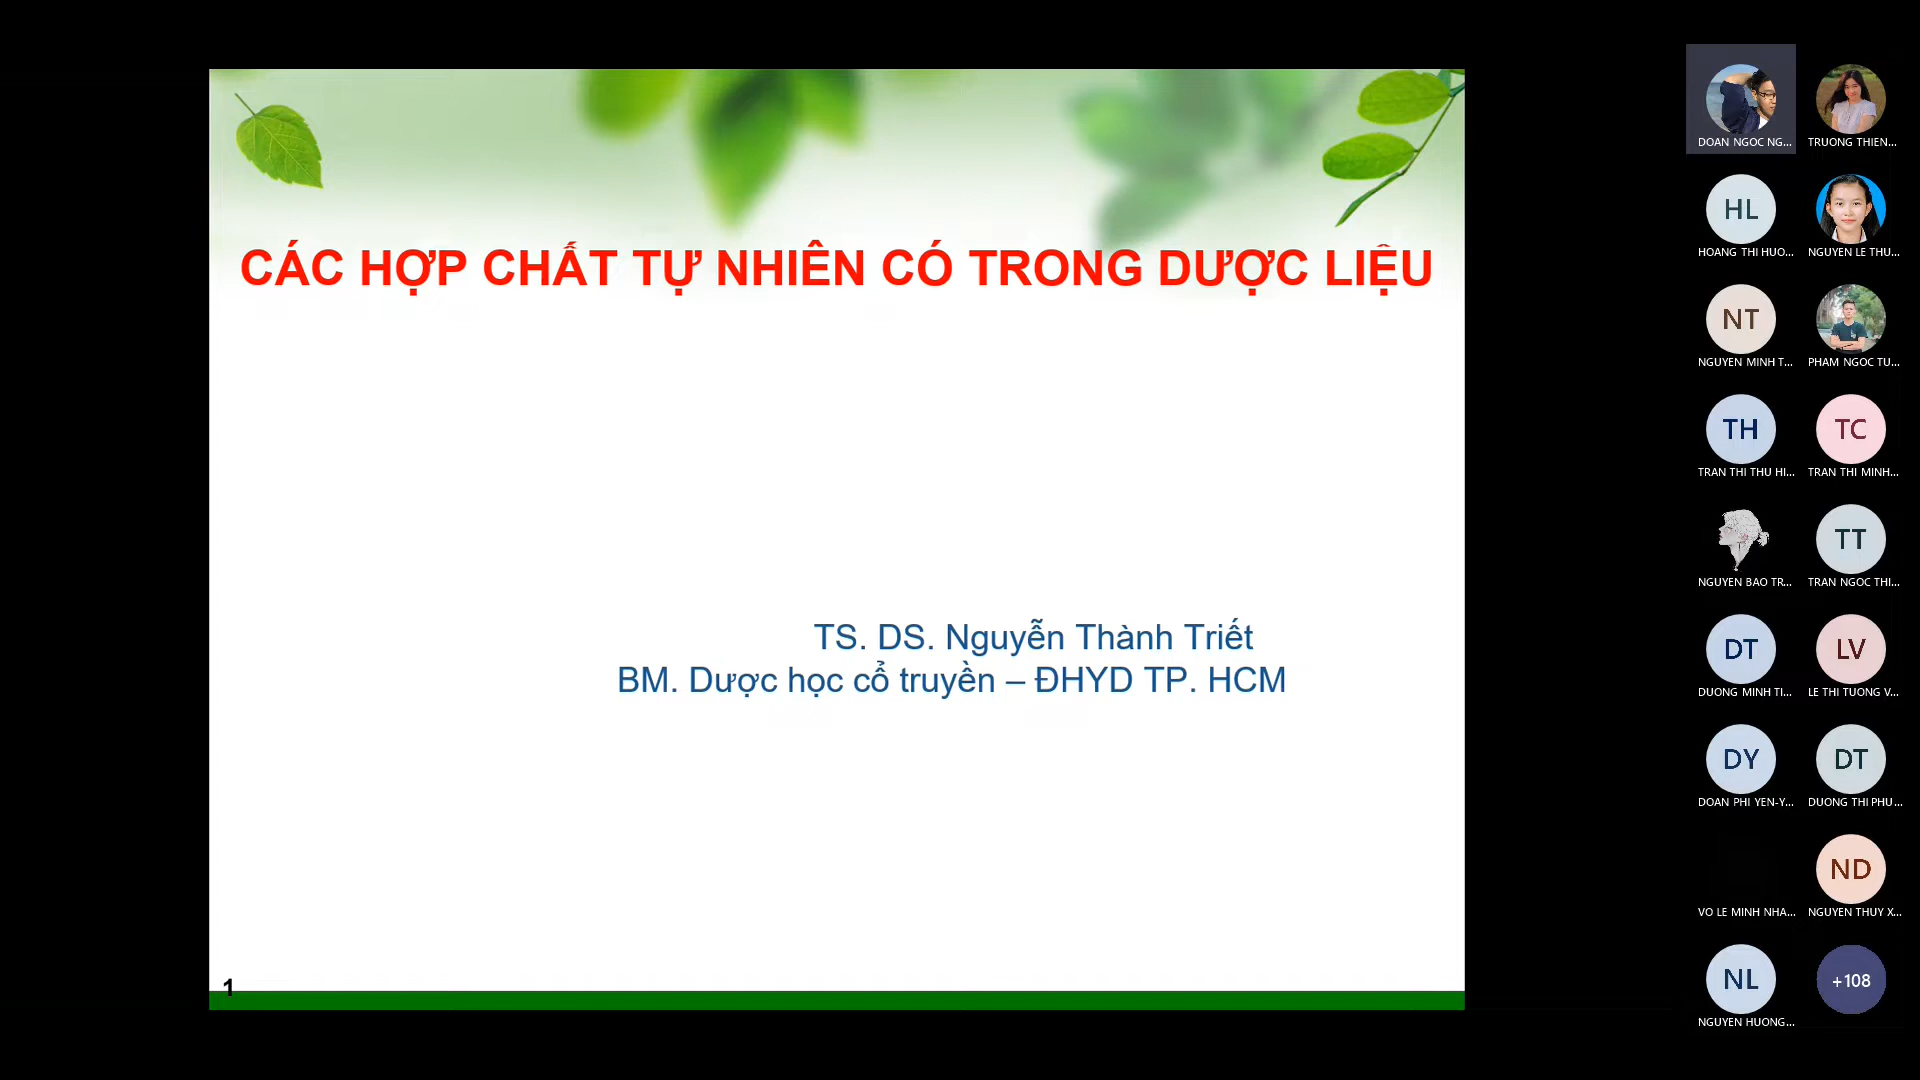 CÁC HỢP CHẤT TỰ NHIÊN CÓ TRONG DƯỢC LIỆU
TS. DS. Nguyễn Thành Triết
BM. Dược học cổ truyền – ĐHYD TP. HCM
1
DOAN NGOC NG...
TRUONG THIEN...
HL
HOANG THI HUO...
NGUYEN LE THU...
NT
NGUYEN MINH T...
PHAM NGOC TU...
TH
TRAN THI THU HI...
TC
TRAN THI MINH...
NGUYEN BAO TR...
TT
TRAN NGOC THI...
DT
DUONG MINH TI...
LV
LE THI TUONG V...
DY
DOAN PHI YEN-Y...
DT
DUONG THI PHU...
VO LE MINH NHA...
ND
NGUYEN THUY X...
NL
NGUYEN HUONG...
+108